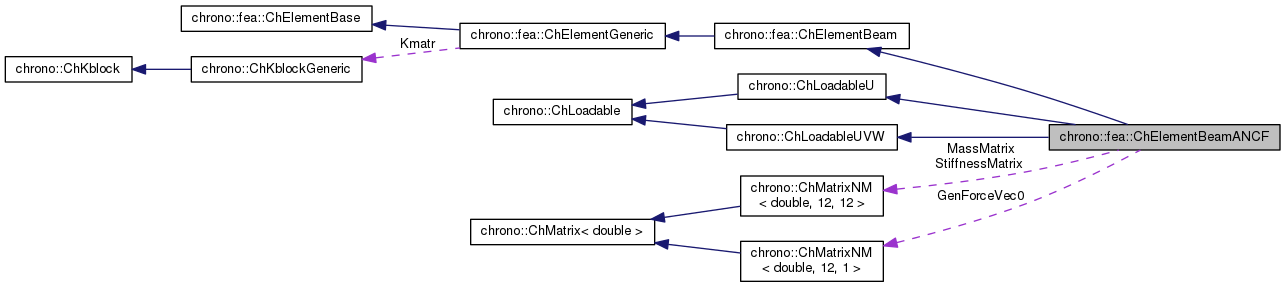 chrono::fea::ChElementBase
chrono::fea::ChElementGeneric
chrono::fea::ChElementBeam
Kmatr
chrono::ChKblock
chrono::ChKblockGeneric
chrono::ChLoadableU
chrono::ChLoadable
chrono::ChLoadableUVW
chrono::fea::ChElementBeamANCF
MassMatrix
StiffnessMatrix
chrono::ChMatrixNM
< double, 12, 12 >
GenForceVec0
chrono::ChMatrix< double >
chrono::ChMatrixNM
< double, 12, 1 >